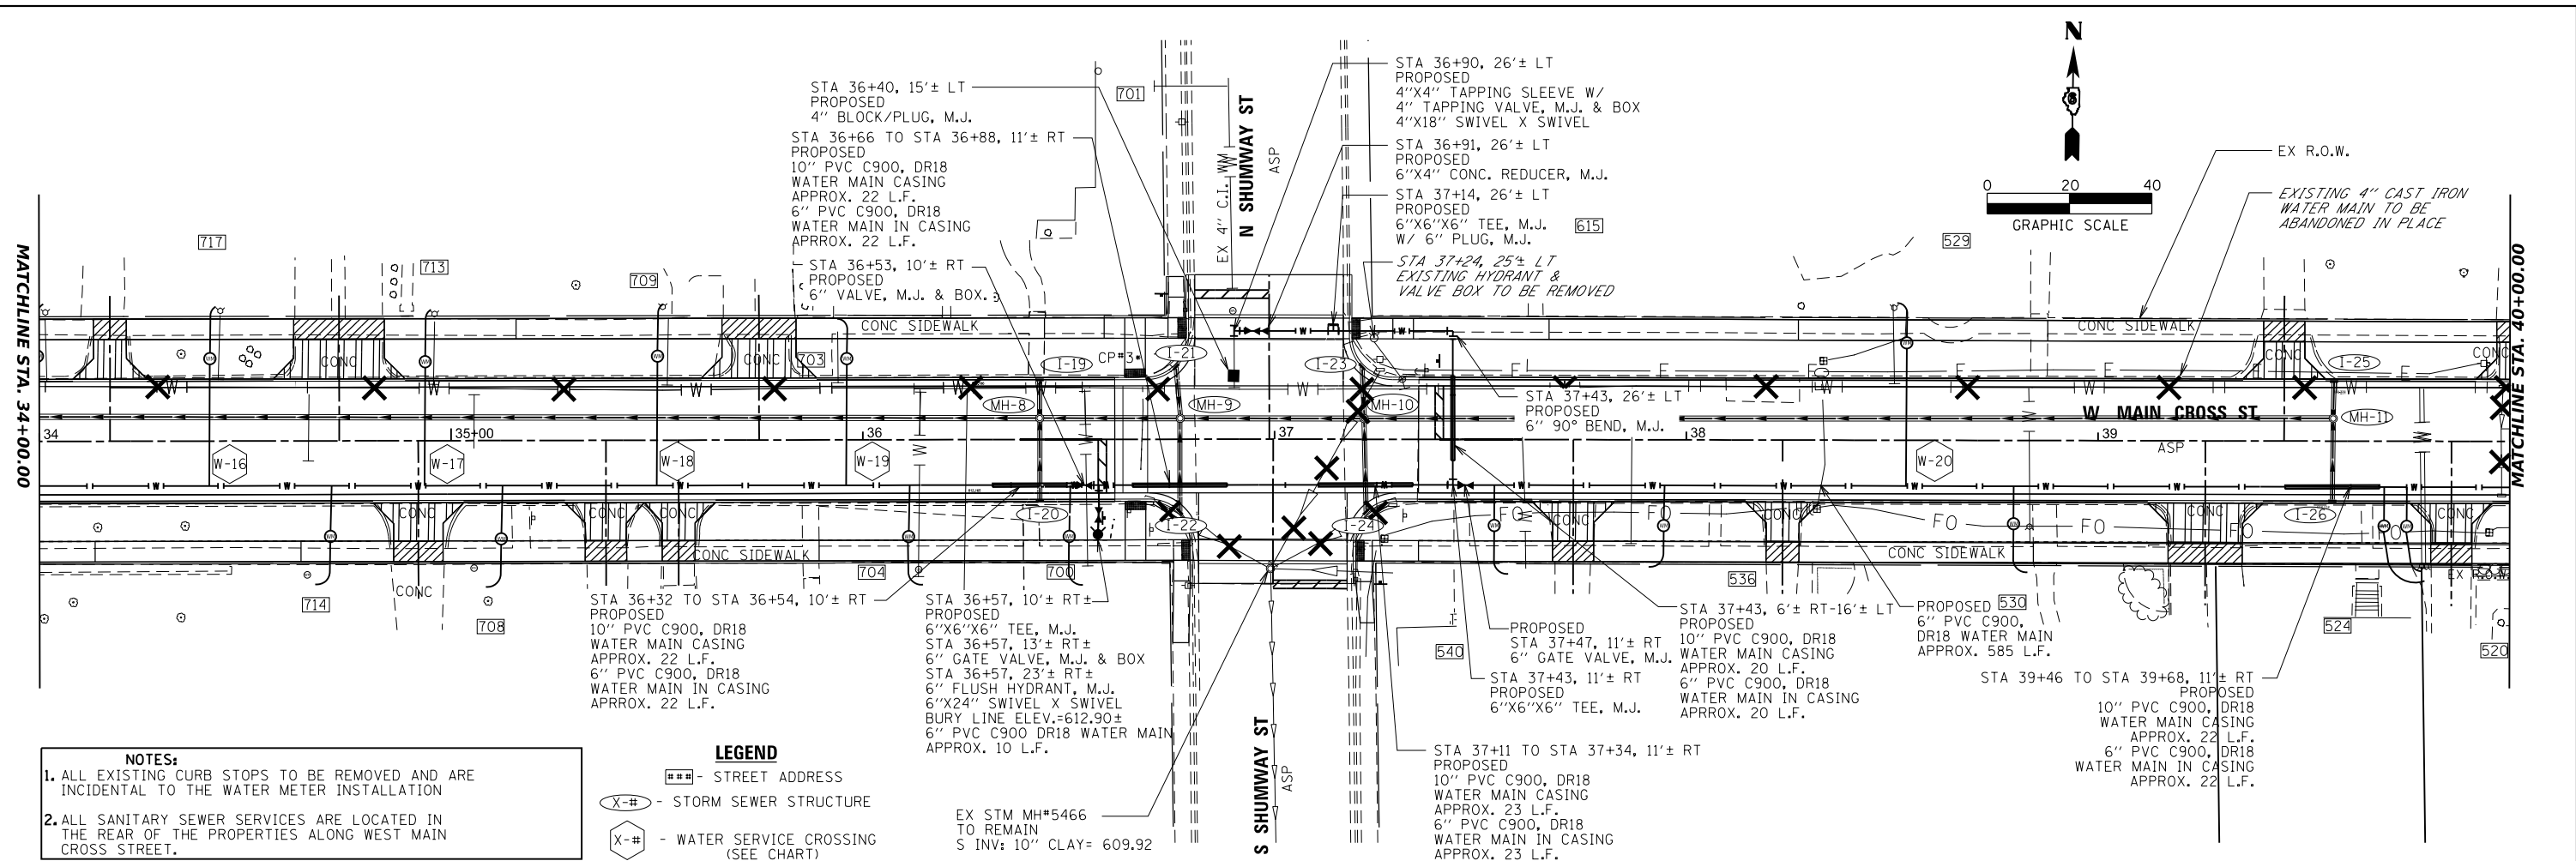 N
STA 36+40, 15'± LT
PROPOSED
4" BLOCK/PLUG, M.J.
STA 36+66 TO STA 36+88, 11'± RT
PROPOSED
10" PVC C900, DR18
WATER MAIN CASING
APPROX. 22 L.F.
6" PVC C900, DR18
WATER MAIN IN CASING
APRROX. 22 L.F.
STA 36+53, 10'± RT
PROPOSED
6" VALVE, M.J. & BOX.
701
EX 4" C.I. WM
N SHUMWAY ST
ASP
STA 36+90, 26'± LT
PROPOSED
4"X4" TAPPING SLEEVE W/
4" TAPPING VALVE, M.J. & BOX
4"X18" SWIVEL X SWIVEL
STA 36+91, 26'± LT
PROPOSED
6"X4" CONC. REDUCER, M.J.
STA 37+14, 26'± LT
PROPOSED
6"X6"X6" TEE, M.J.
W/ 6" PLUG, M.J.
615
STA 37+24, 25'± LT
EXISTING HYDRANT &
VALVE BOX TO BE REMOVED
0 20 40
GRAPHIC SCALE
EX R.O.W.
EXISTING 4" CAST IRON
WATER MAIN TO BE
ABANDONED IN PLACE
529
MATCHLINE STA. 34+00.00
MATCHLINE STA. 40+00.00
717
713
709
703
CONC SIDEWALK
CONC SIDEWALK
CONC
CONC
CONC
CONC
CP#3
I-19
I-21
I-23
I-25
MH-8
MH-9
MH-10
MH-11
STA 37+43, 26'± LT
PROPOSED
6" 90° BEND, M.J.
W MAIN CROSS ST.
ASP
34
35+00
36
37
38
39
W-16
W-17
W-18
W-19
W-20
I-20
I-22
I-24
I-26
CONC
CONC
CONC
CONC
CONC
CONC
CONC
FO
FO
FO
FO
FO
CONC SIDEWALK
CONC SIDEWALK
CONC
714
708
704
700
540
536
530
524
520
EX R.O.W.
STA 36+32 TO STA 36+54, 10'± RT
PROPOSED
10" PVC C900, DR18
WATER MAIN CASING
APPROX. 22 L.F.
6" PVC C900, DR18
WATER MAIN IN CASING
APRROX. 22 L.F.
STA 36+57, 10'± RT±
PROPOSED
6"X6"X6" TEE, M.J.
STA 36+57, 13'± RT±
6" GATE VALVE, M.J. & BOX
STA 36+57, 23'± RT±
6" FLUSH HYDRANT, M.J.
6"X24" SWIVEL X SWIVEL
BURY LINE ELEV.=612.90±
6" PVC C900 DR18 WATER MAIN
APPROX. 10 L.F.
PROPOSED
STA 37+47, 11'± RT
6" GATE VALVE, M.J.
STA 37+43, 11'± RT
PROPOSED
6"X6"X6" TEE, M.J.
STA 37+43, 6'± RT-16'± LT
PROPOSED
10" PVC C900, DR18
WATER MAIN CASING
APPROX. 20 L.F.
6" PVC C900, DR18
WATER MAIN IN CASING
APRROX. 20 L.F.
PROPOSED
6" PVC C900,
DR18 WATER MAIN
APPROX. 585 L.F.
STA 39+46 TO STA 39+68, 11'± RT
PROPOSED
10" PVC C900, DR18
WATER MAIN CASING
APPROX. 22 L.F.
6" PVC C900, DR18
WATER MAIN IN CASING
APPROX. 22 L.F.
STA 37+11 TO STA 37+34, 11'± RT
PROPOSED
10" PVC C900, DR18
WATER MAIN CASING
APPROX. 23 L.F.
6" PVC C900, DR18
WATER MAIN IN CASING
APPROX. 23 L.F.
S SHUMWAY ST
ASP
EX STM MH#5466
TO REMAIN
S INV: 10" CLAY= 609.92
NOTES:
1. ALL EXISTING CURB STOPS TO BE REMOVED AND ARE
INCIDENTAL TO THE WATER METER INSTALLATION
2. ALL SANITARY SEWER SERVICES ARE LOCATED IN
THE REAR OF THE PROPERTIES ALONG WEST MAIN
CROSS STREET.
LEGEND
### - STREET ADDRESS
X-# - STORM SEWER STRUCTURE
X-# - WATER SERVICE CROSSING
(SEE CHART)